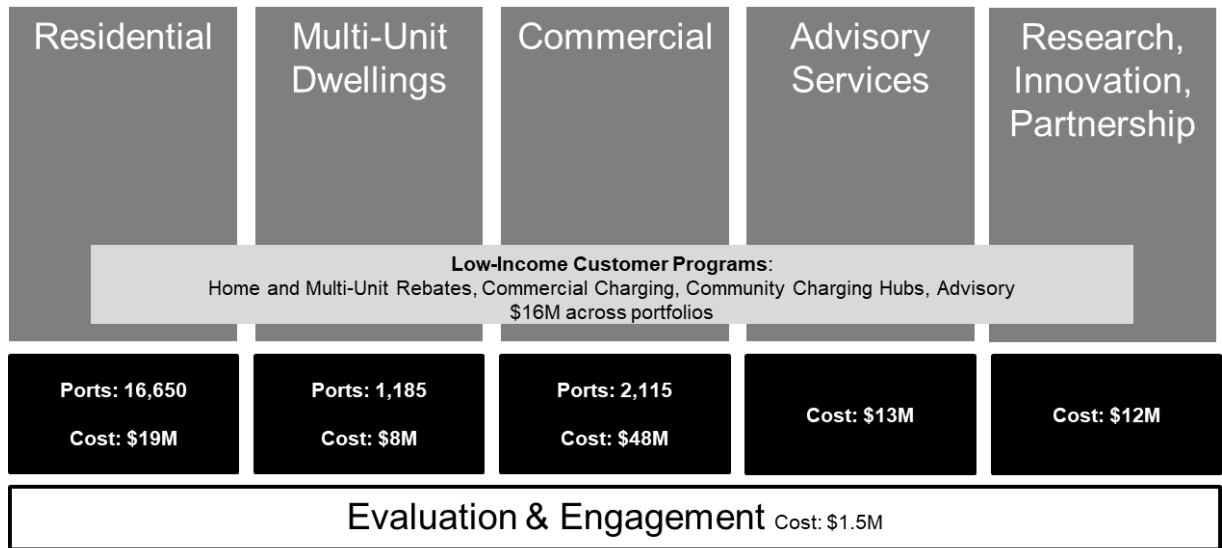 Residential
Multi-Unit
Dwellings
Commercial
Advisory
Services
Research,
Innovation,
Partnership
Low-Income Customer Programs:
Home and Multi-Unit Rebates, Commercial Charging, Community Charging Hubs, Advisory
$16M across portfolios
Ports: 16,650
Cost: $19M
Ports: 1,185
Cost: $8M
Ports: 2,115
Cost: $48M
Cost: $13M
Cost: $12M
Evaluation & Engagement Cost: $1.5M